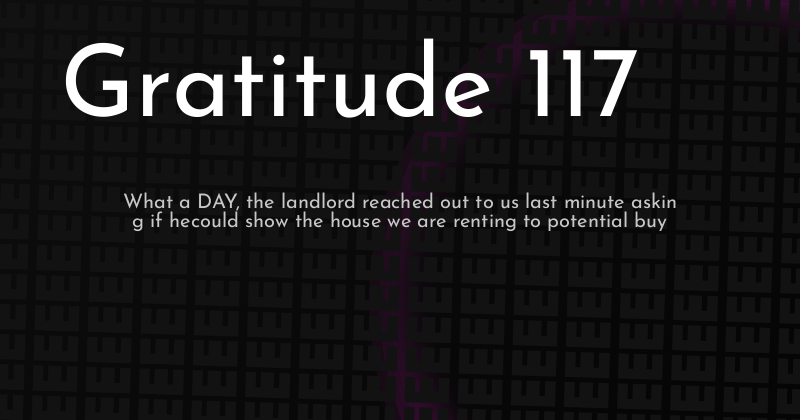 Gratitude 117
What a DAY, the landlord reached out to us last minute askin
g if hecould show the house we are renting to potential buy